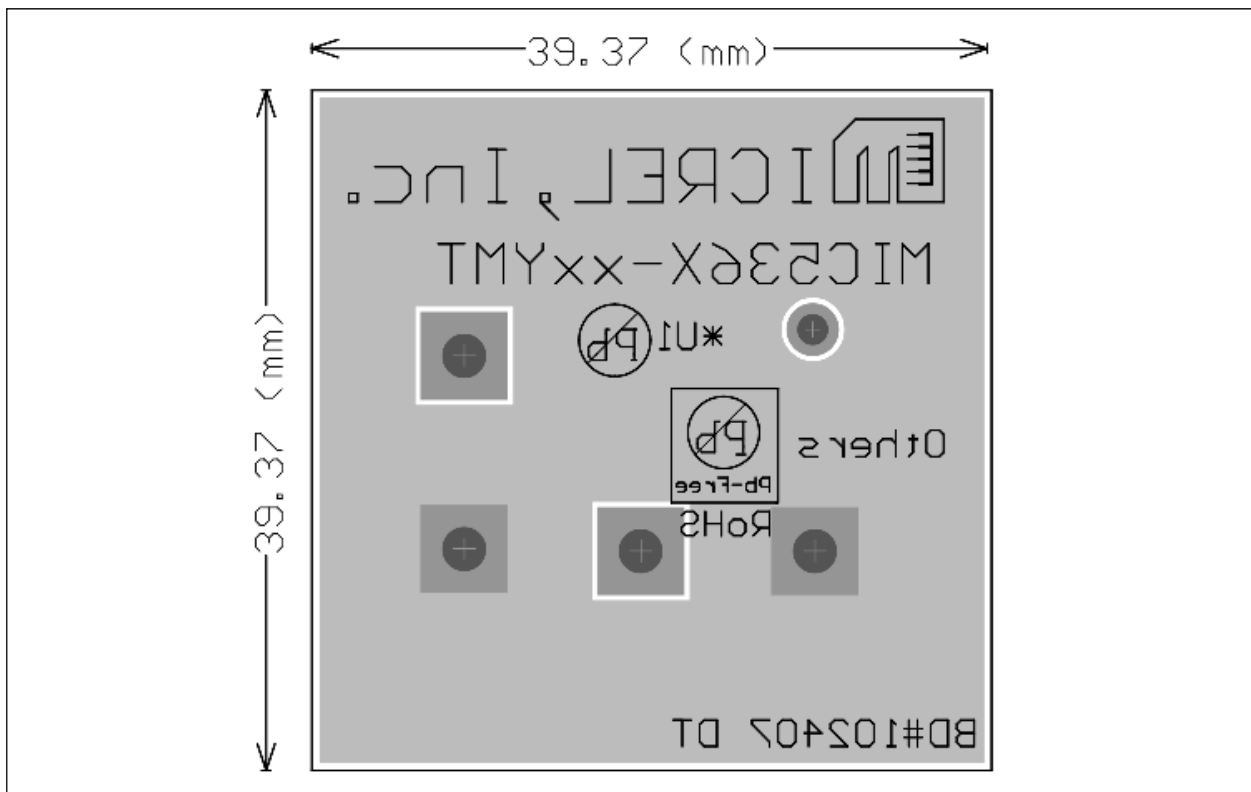 39.37 (mm)
39.37 (mm)
MICREL, Inc.
MIC536X-xxYMT
*U1 Pb
Others
Pb
Pb-Free
RoHS
BD#102407 DT